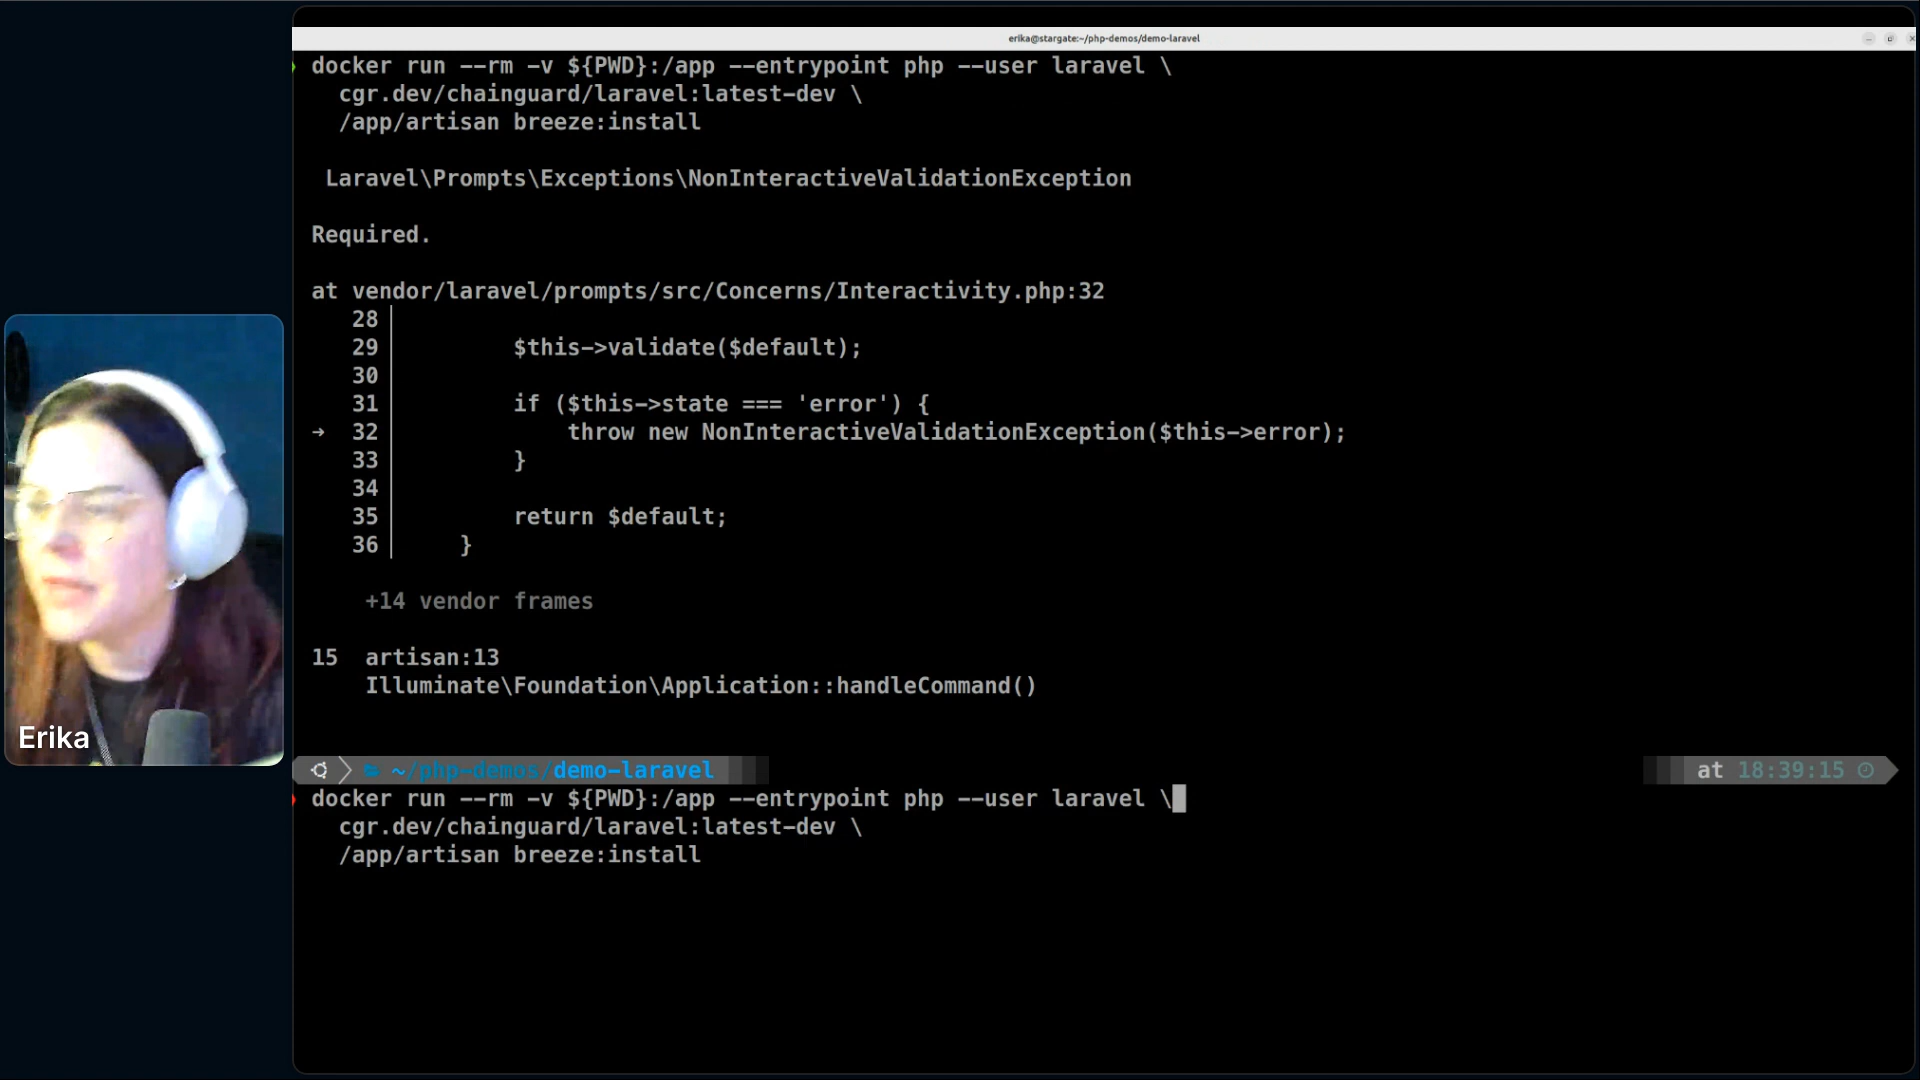 erika@stargate:~/php-demos/demo-laravel
docker run --rm -v ${PWD}:/app --entrypoint php --user laravel \
cgr.dev/chainguard/laravel:latest-dev \
/app/artisan breeze:install
Laravel\Prompts\Exceptions\NonInteractiveValidationException
Required.
at vendor/laravel/prompts/src/Concerns/Interactivity.php:32
28
29 $this->validate($default);
30
31 if ($this->state === 'error') {
➜ 32 throw new NonInteractiveValidationException($this->error);
33 }
34
35 return $default;
36 }
+14 vendor frames
15 artisan:13
Illuminate\Foundation\Application::handleCommand()
~/php-demos/demo-laravel at 18:39:15
docker run --rm -v ${PWD}:/app --entrypoint php --user laravel \
cgr.dev/chainguard/laravel:latest-dev \
/app/artisan breeze:install
Erika